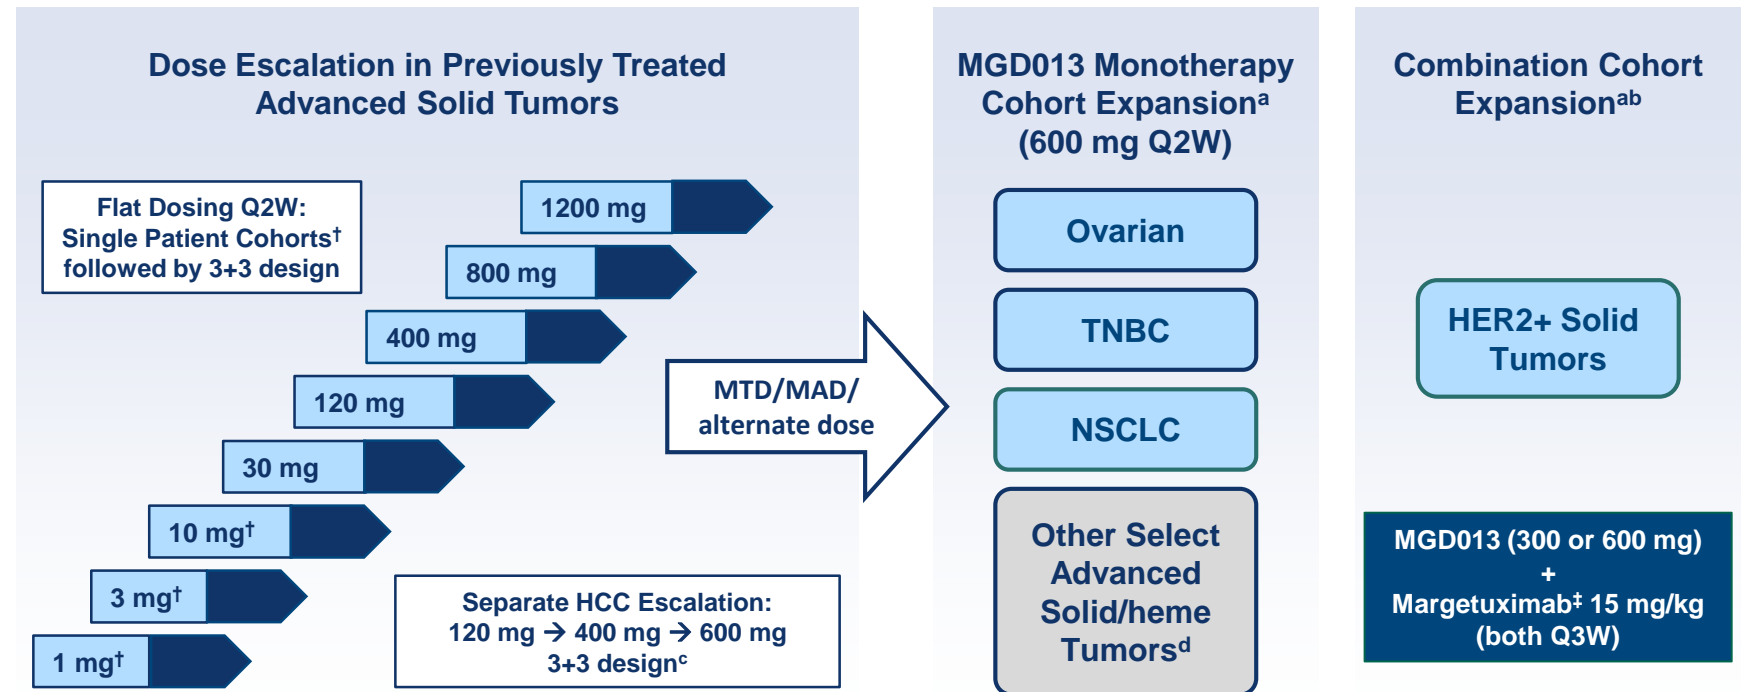 Dose Escalation in Previously Treated
Advanced Solid Tumors
Flat Dosing Q2W:
Single Patient Cohorts†
followed by 3+3 design
1200 mg
800 mg
400 mg
120 mg
30 mg
10 mg†
3 mg†
1 mg†
Separate HCC Escalation:
120 mg → 400 mg → 600 mg
3+3 designᶜ
MTD/MAD/
alternate dose
MGD013 Monotherapy
Cohort Expansionᵃ
(600 mg Q2W)
Ovarian
TNBC
NSCLC
Other Select
Advanced
Solid/heme
Tumorsᵈ
Combination Cohort
Expansionᵃᵇ
HER2+ Solid
Tumors
MGD013 (300 or 600 mg)
+
Margetuximab‡ 15 mg/kg
(both Q3W)